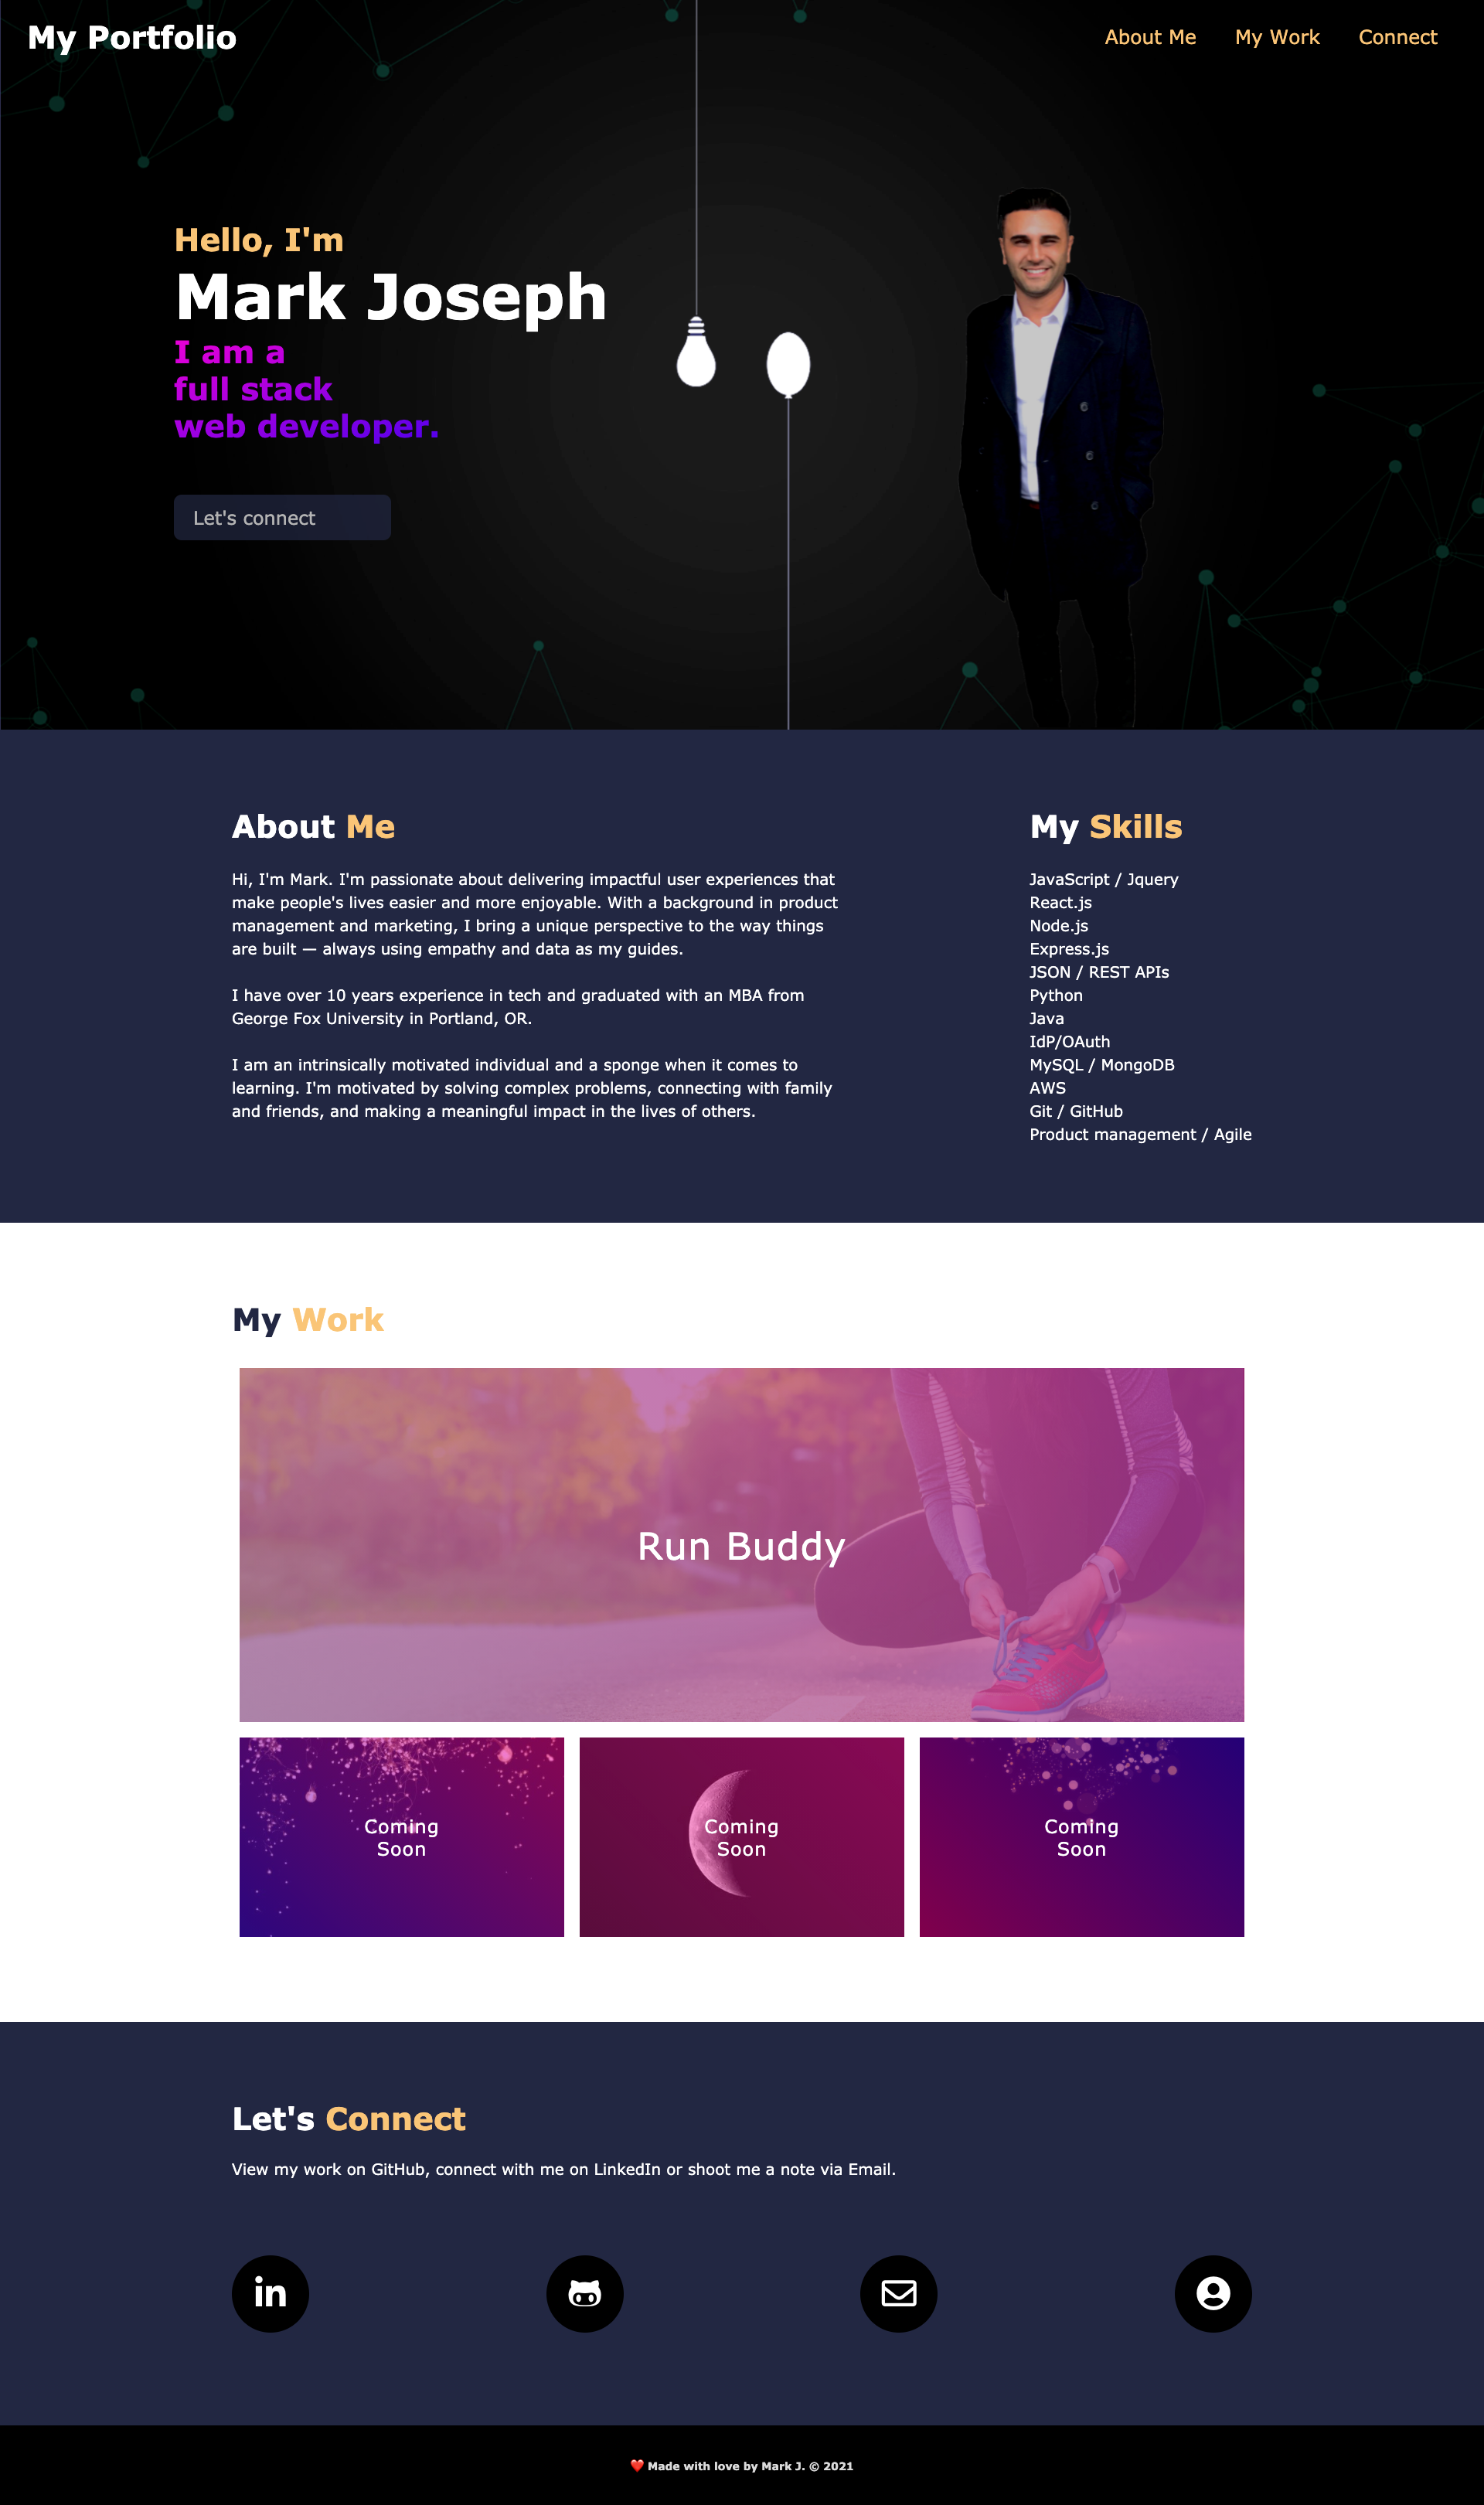 My Portfolio
About Me
My Work
Connect
Hello, I'm
Mark Joseph
I am a
full stack
web developer.
Let's connect
About Me
Hi, I'm Mark. I'm passionate about delivering impactful user experiences that
make people's lives easier and more enjoyable. With a background in product
management and marketing, I bring a unique perspective to the way things
are built — always using empathy and data as my guides.
I have over 10 years experience in tech and graduated with an MBA from
George Fox University in Portland, OR.
I am an intrinsically motivated individual and a sponge when it comes to
learning. I'm motivated by solving complex problems, connecting with family
and friends, and making a meaningful impact in the lives of others.
My Skills
JavaScript / Jquery
React.js
Node.js
Express.js
JSON / REST APIs
Python
Java
IdP/OAuth
MySQL / MongoDB
AWS
Git / GitHub
Product management / Agile
My Work
Run Buddy
Coming
Soon
Coming
Soon
Coming
Soon
Let's Connect
View my work on GitHub, connect with me on LinkedIn or shoot me a note via Email.
in
❤️ Made with love by Mark J. © 2021